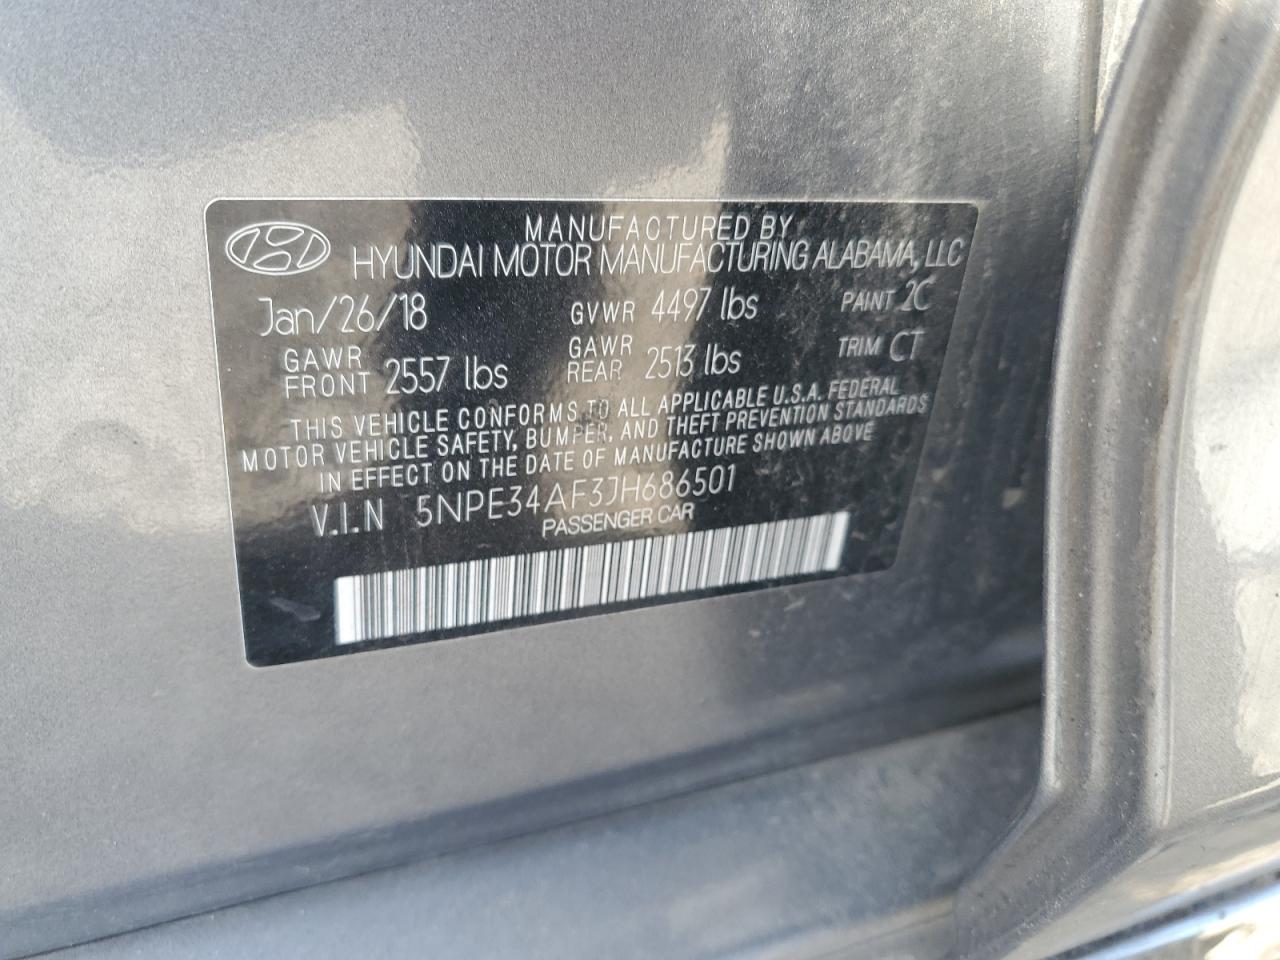 MANUFACTURED BY
HYUNDAI MOTOR MANUFACTURING ALABAMA, LLC
Jan/26/18 GVWR 4497 lbs PAINT 2C
GAWR FRONT 2557 lbs GAWR REAR 2513 lbs TRIM CT
THIS VEHICLE CONFORMS TO ALL APPLICABLE U.S.A. FEDERAL
MOTOR VEHICLE SAFETY, BUMPER, AND THEFT PREVENTION STANDARDS
IN EFFECT ON THE DATE OF MANUFACTURE SHOWN ABOVE
V.I.N 5NPE34AF3JH686501
PASSENGER CAR